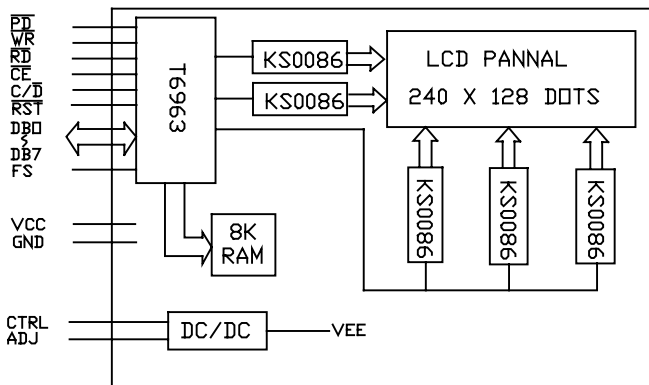 PD
WR
RD
CE
C/D
RST
DB0
~
DB7
FS
VCC
GND
CTRL
ADJ
T6963
KS0086
KS0086
LCD PANNAL
240 X 128 DOTS
KS0086
KS0086
KS0086
8K
RAM
DC/DC
VEE